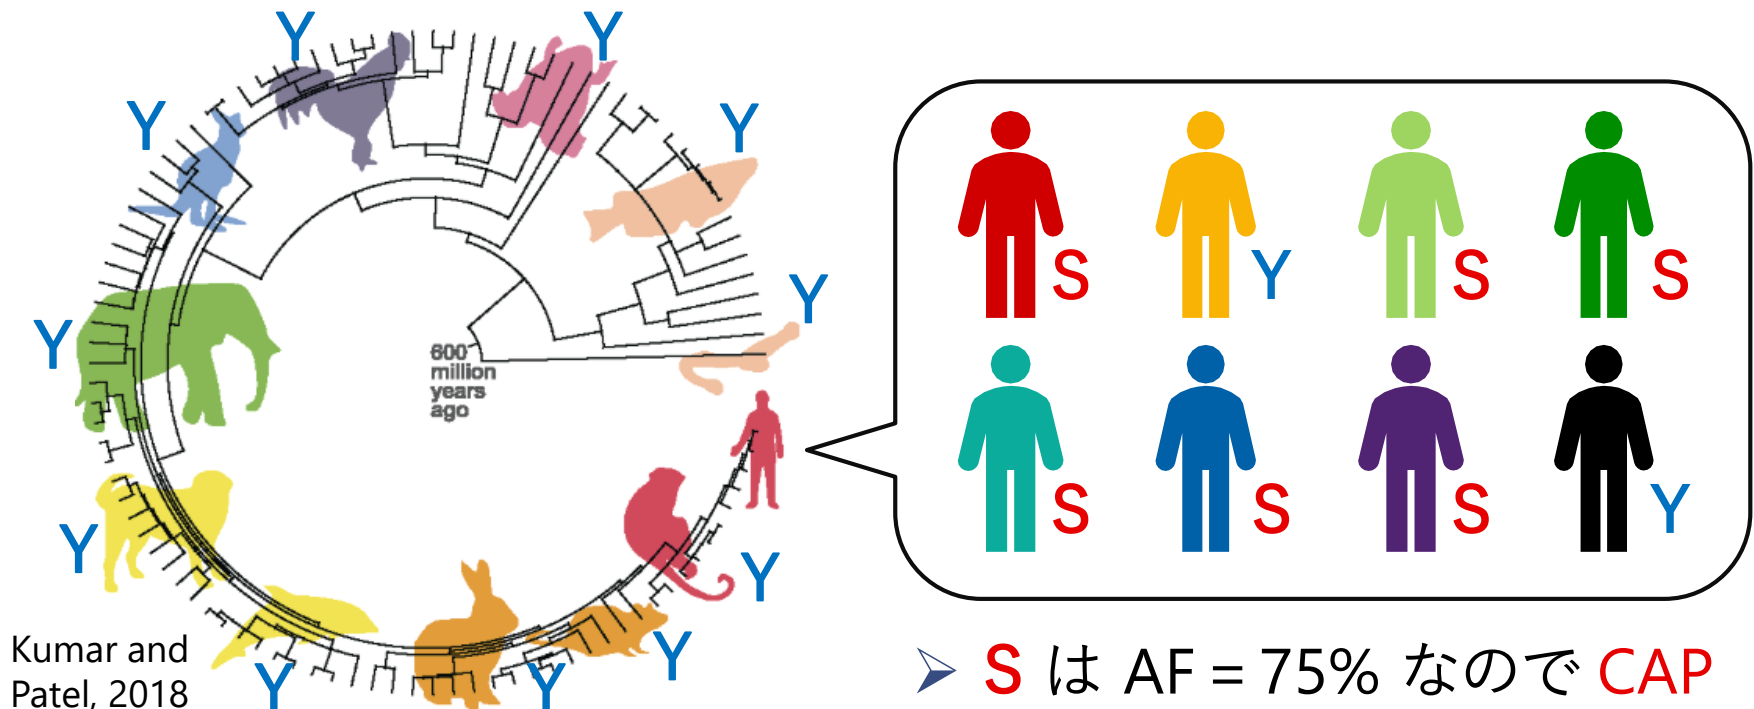 Y
Y
Y
Y
Y
Y
Y
Y
Y
Y
Y
Y
600
million
years
ago
Kumar and
Patel, 2018
S Y S S
S S S Y
➢ S は AF = 75% なので CAP